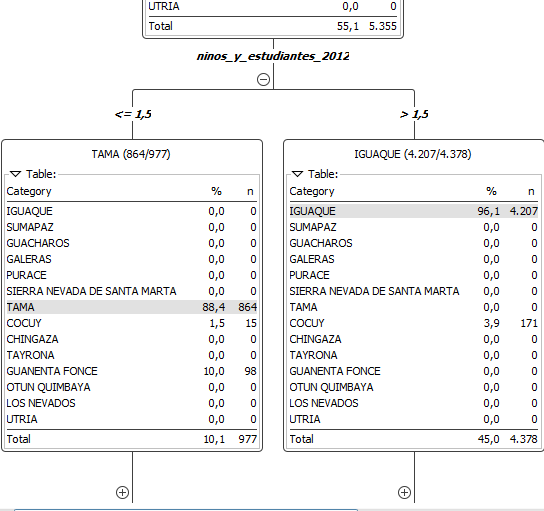 UTRIA 0,0 0
Total 55,1 5.355
ninos_y_estudiantes_2012
<= 1,5
> 1,5
TAMA (864/977)
Table:
Category % n
IGUAQUE 0,0 0
SUMAPAZ 0,0 0
GUACHAROS 0,0 0
GALERAS 0,0 0
PURACE 0,0 0
SIERRA NEVADA DE SANTA MARTA 0,0 0
TAMA 88,4 864
COCUY 1,5 15
CHINGAZA 0,0 0
TAYRONA 0,0 0
GUANENTA FONCE 10,0 98
OTUN QUIMBAYA 0,0 0
LOS NEVADOS 0,0 0
UTRIA 0,0 0
Total 10,1 977
IGUAQUE (4.207/4.378)
Table:
Category % n
IGUAQUE 96,1 4.207
SUMAPAZ 0,0 0
GUACHAROS 0,0 0
GALERAS 0,0 0
PURACE 0,0 0
SIERRA NEVADA DE SANTA MARTA 0,0 0
TAMA 0,0 0
COCUY 3,9 171
CHINGAZA 0,0 0
TAYRONA 0,0 0
GUANENTA FONCE 0,0 0
OTUN QUIMBAYA 0,0 0
LOS NEVADOS 0,0 0
UTRIA 0,0 0
Total 45,0 4.378